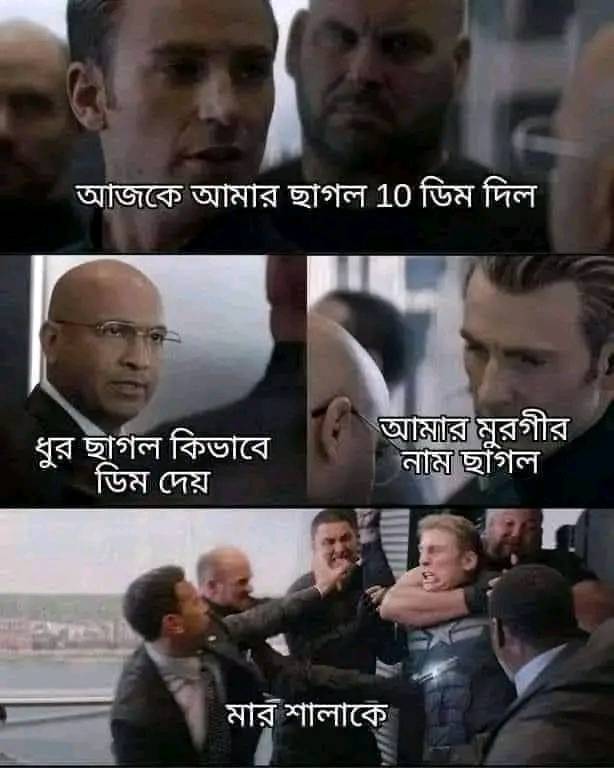 আজকে আমার ছাগল 10 ডিম দিল
ধুর ছাগল কিভাবে
ডিম দেয়
আমার মুরগীর
নাম ছাগল
মার শালাকে